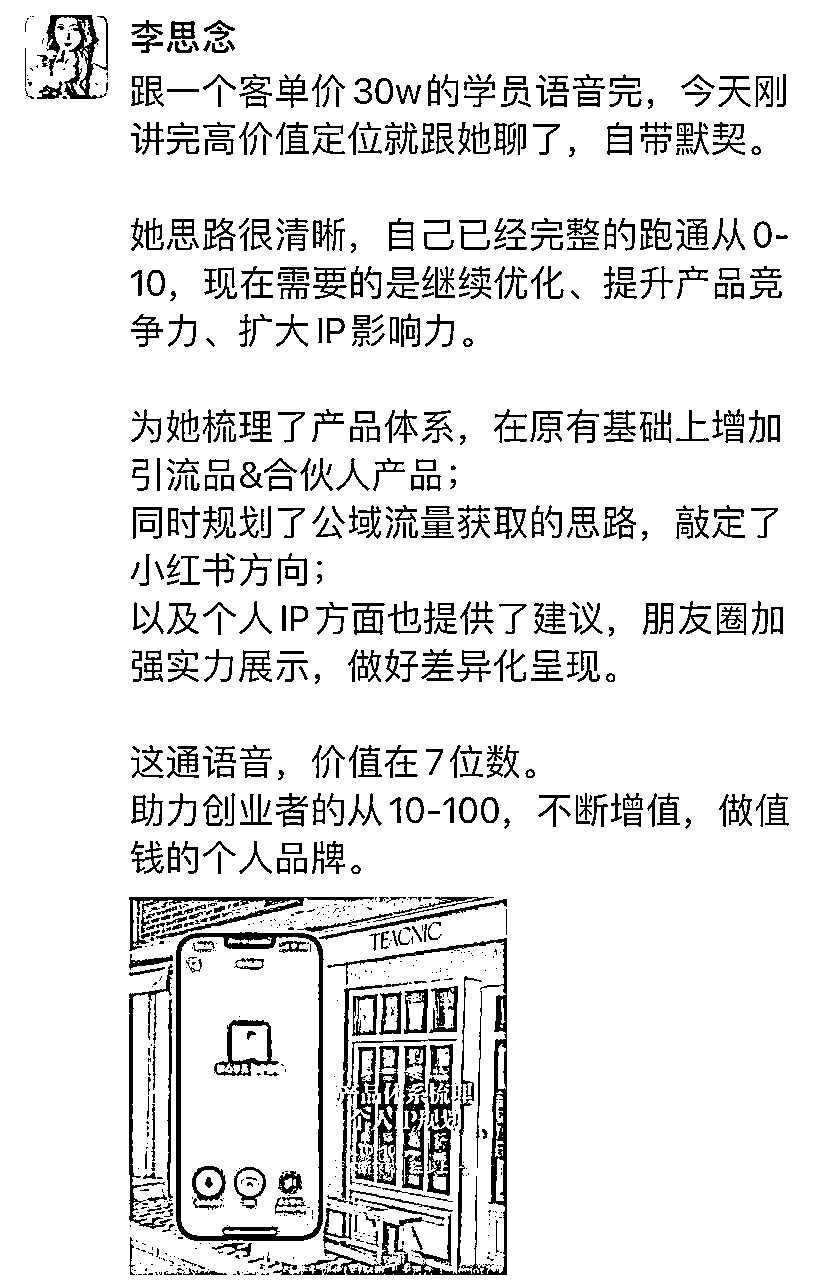 李思念
跟一个客单价30w的学员语音完，今天刚
讲完高价值定位就跟她聊了，自带默契。
她思路很清晰，自己已经完整的跑通从0-
10，现在需要的是继续优化、提升产品竞
争力、扩大IP影响力。
为她梳理了产品体系，在原有基础上增加
引流品&合伙人产品；
同时规划了公域流量获取的思路，敲定了
小红书方向；
以及个人IP方面也提供了建议，朋友圈加
强实力展示，做好差异化呈现。
这通语音，价值在7位数。
助力创业者的从10-100，不断增值，做值
钱的个人品牌。
TEACNIC
产品体系梳理
个人IP规划